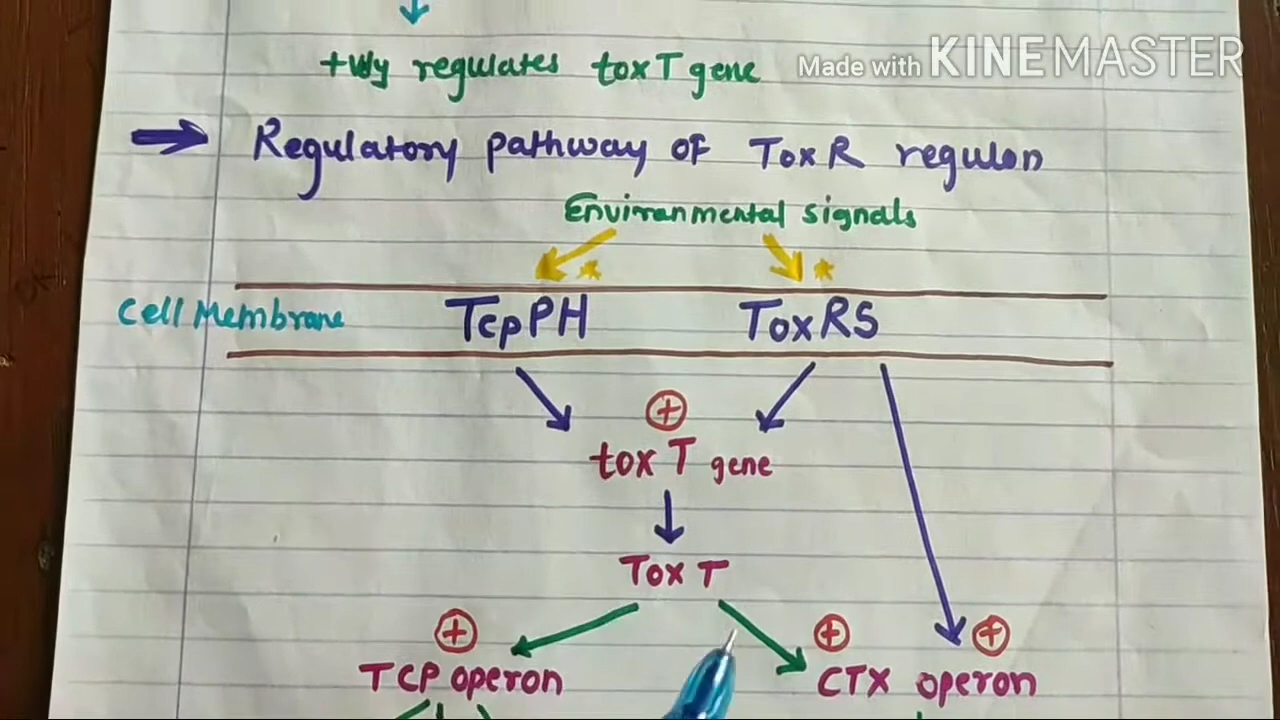 +vly regulates toxT gene
Made with KINEMASTER
Regulatory pathway of ToxR regulon
Environmental signals
Cell Membrane TcpPH ToxRS
+
toxT gene
ToxT
+ + +
TCP operon CTX operon